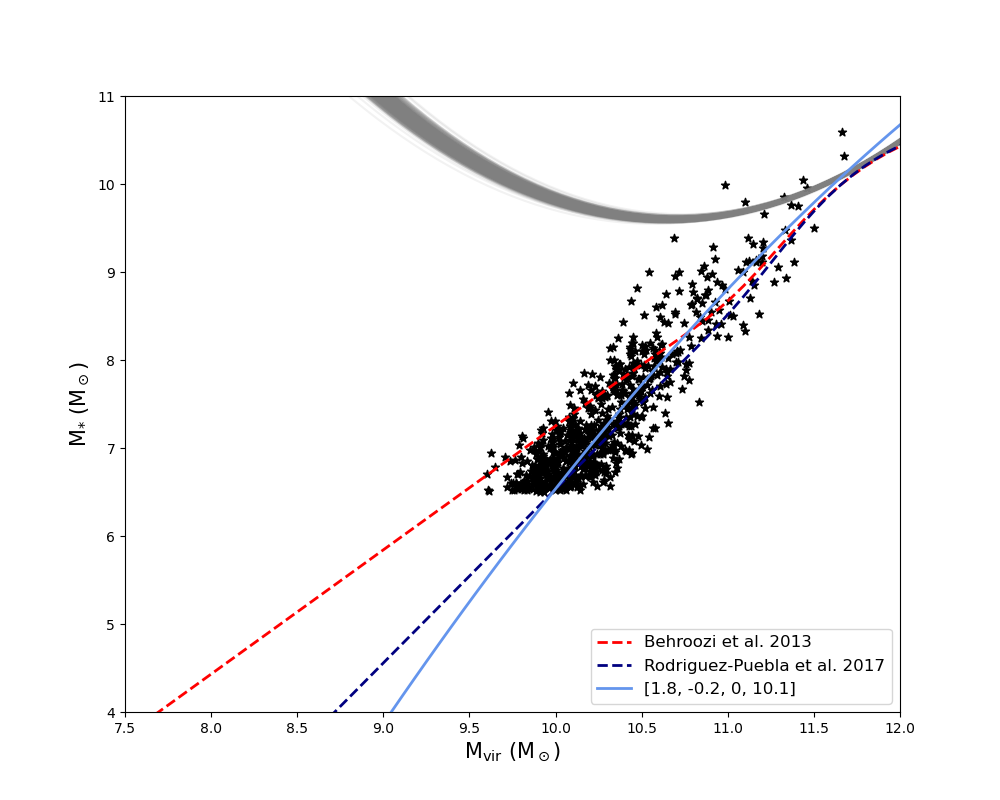 11
10
9
8
7
6
5
4
M* (M⊙)
7.5 8.0 8.5 9.0 9.5 10.0 10.5 11.0 11.5 12.0
Mvir (M⊙)
Behroozi et al. 2013
Rodriguez-Puebla et al. 2017
[1.8, -0.2, 0, 10.1]